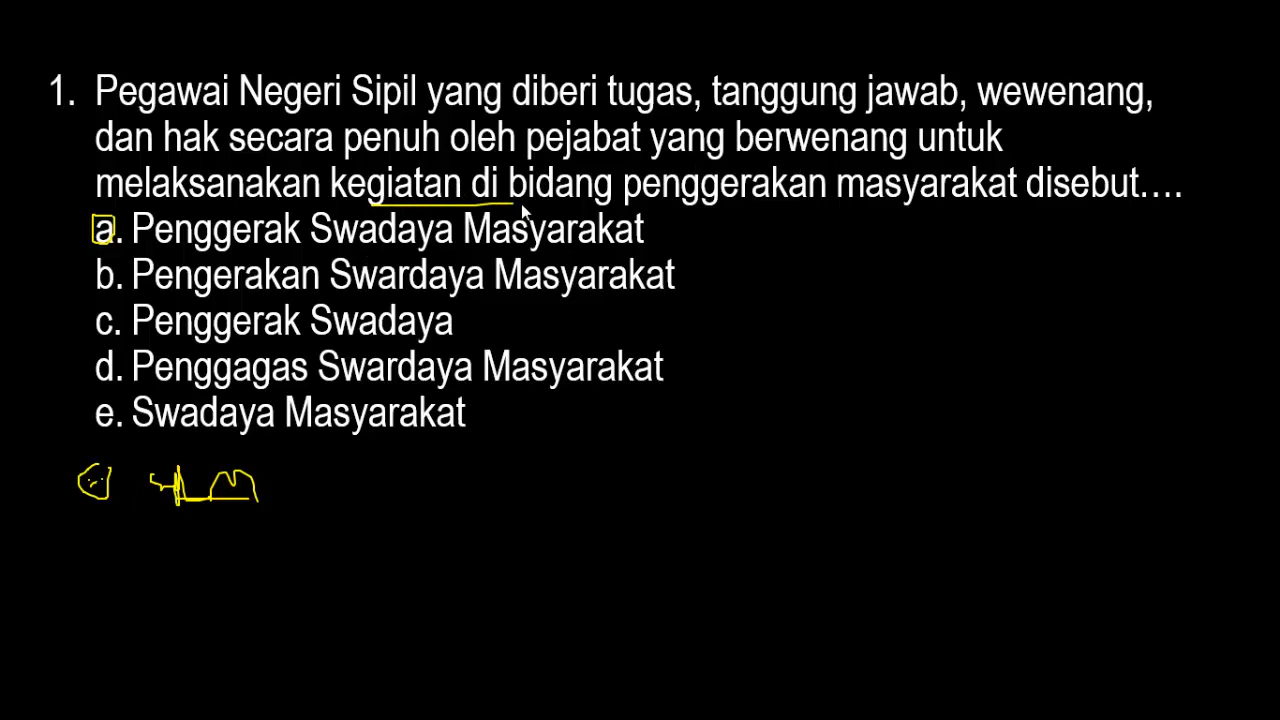 1. Pegawai Negeri Sipil yang diberi tugas, tanggung jawab, wewenang,
dan hak secara penuh oleh pejabat yang berwenang untuk
melaksanakan kegiatan di bidang penggerakan masyarakat disebut....
a. Penggerak Swadaya Masyarakat
b. Pengerakan Swardaya Masyarakat
c. Penggerak Swadaya
d. Penggagas Swardaya Masyarakat
e. Swadaya Masyarakat